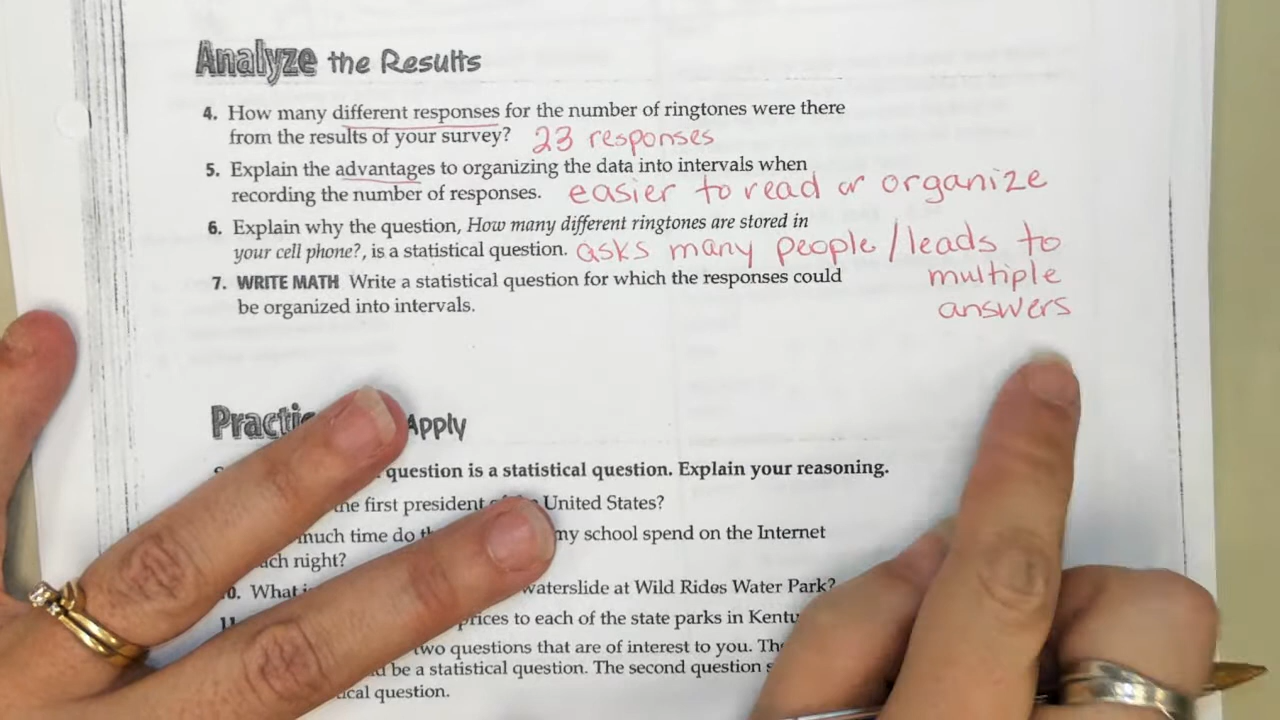 Analyze the Results
4. How many different responses for the number of ringtones were there
from the results of your survey? 23 responses
5. Explain the advantages to organizing the data into intervals when
recording the number of responses. easier to read or organize
6. Explain why the question, How many different ringtones are stored in
your cell phone?, is a statistical question. asks many people / leads to
multiple
answers
7. WRITE MATH Write a statistical question for which the responses could
be organized into intervals.
Apply
question is a statistical question. Explain your reasoning.
the first president United States?
much time do my school spend on the Internet
night?
What waterslide at Wild Rides Water Park?
prices to each of the state parks in
two questions that are of interest to you.
be a statistical question. The second question
question.